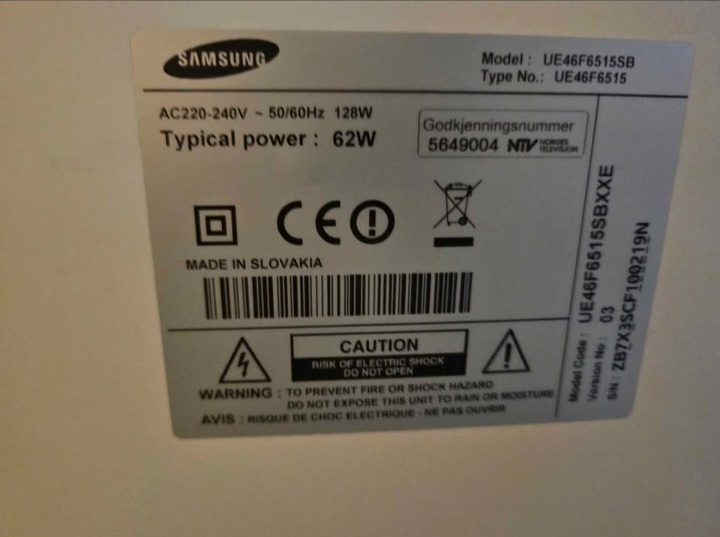 SAMSUNG
Model : UE46F6515SB
Type No.: UE46F6515
AC220-240V ~ 50/60Hz 128W
Typical power : 62W
Godkjenningsnummer
5649004 NTV NORGES TELEVISION
CE
MADE IN SLOVAKIA
CAUTION
RISK OF ELECTRIC SHOCK
DO NOT OPEN
WARNING : TO PREVENT FIRE OR SHOCK HAZARD
DO NOT EXPOSE THIS UNIT TO RAIN OR MOISTURE
AVIS : RISQUE DE CHOC ELECTRIQUE - NE PAS OUVRIR
Model Code : UE46F6515SBXXE
Version No : 03
S/N : ZB7X3SCF100219N